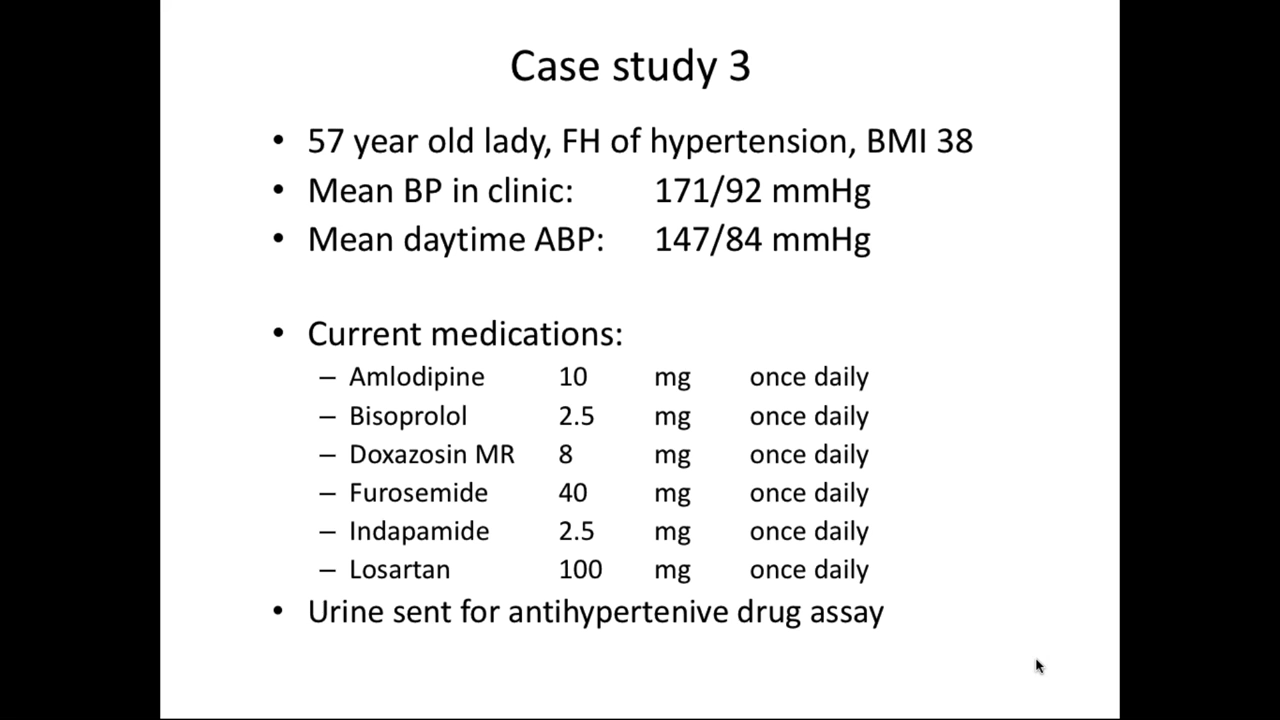 Case study 3
• 57 year old lady, FH of hypertension, BMI 38
• Mean BP in clinic: 171/92 mmHg
• Mean daytime ABP: 147/84 mmHg
• Current medications:
– Amlodipine 10 mg once daily
– Bisoprolol 2.5 mg once daily
– Doxazosin MR 8 mg once daily
– Furosemide 40 mg once daily
– Indapamide 2.5 mg once daily
– Losartan 100 mg once daily
• Urine sent for antihypertenive drug assay